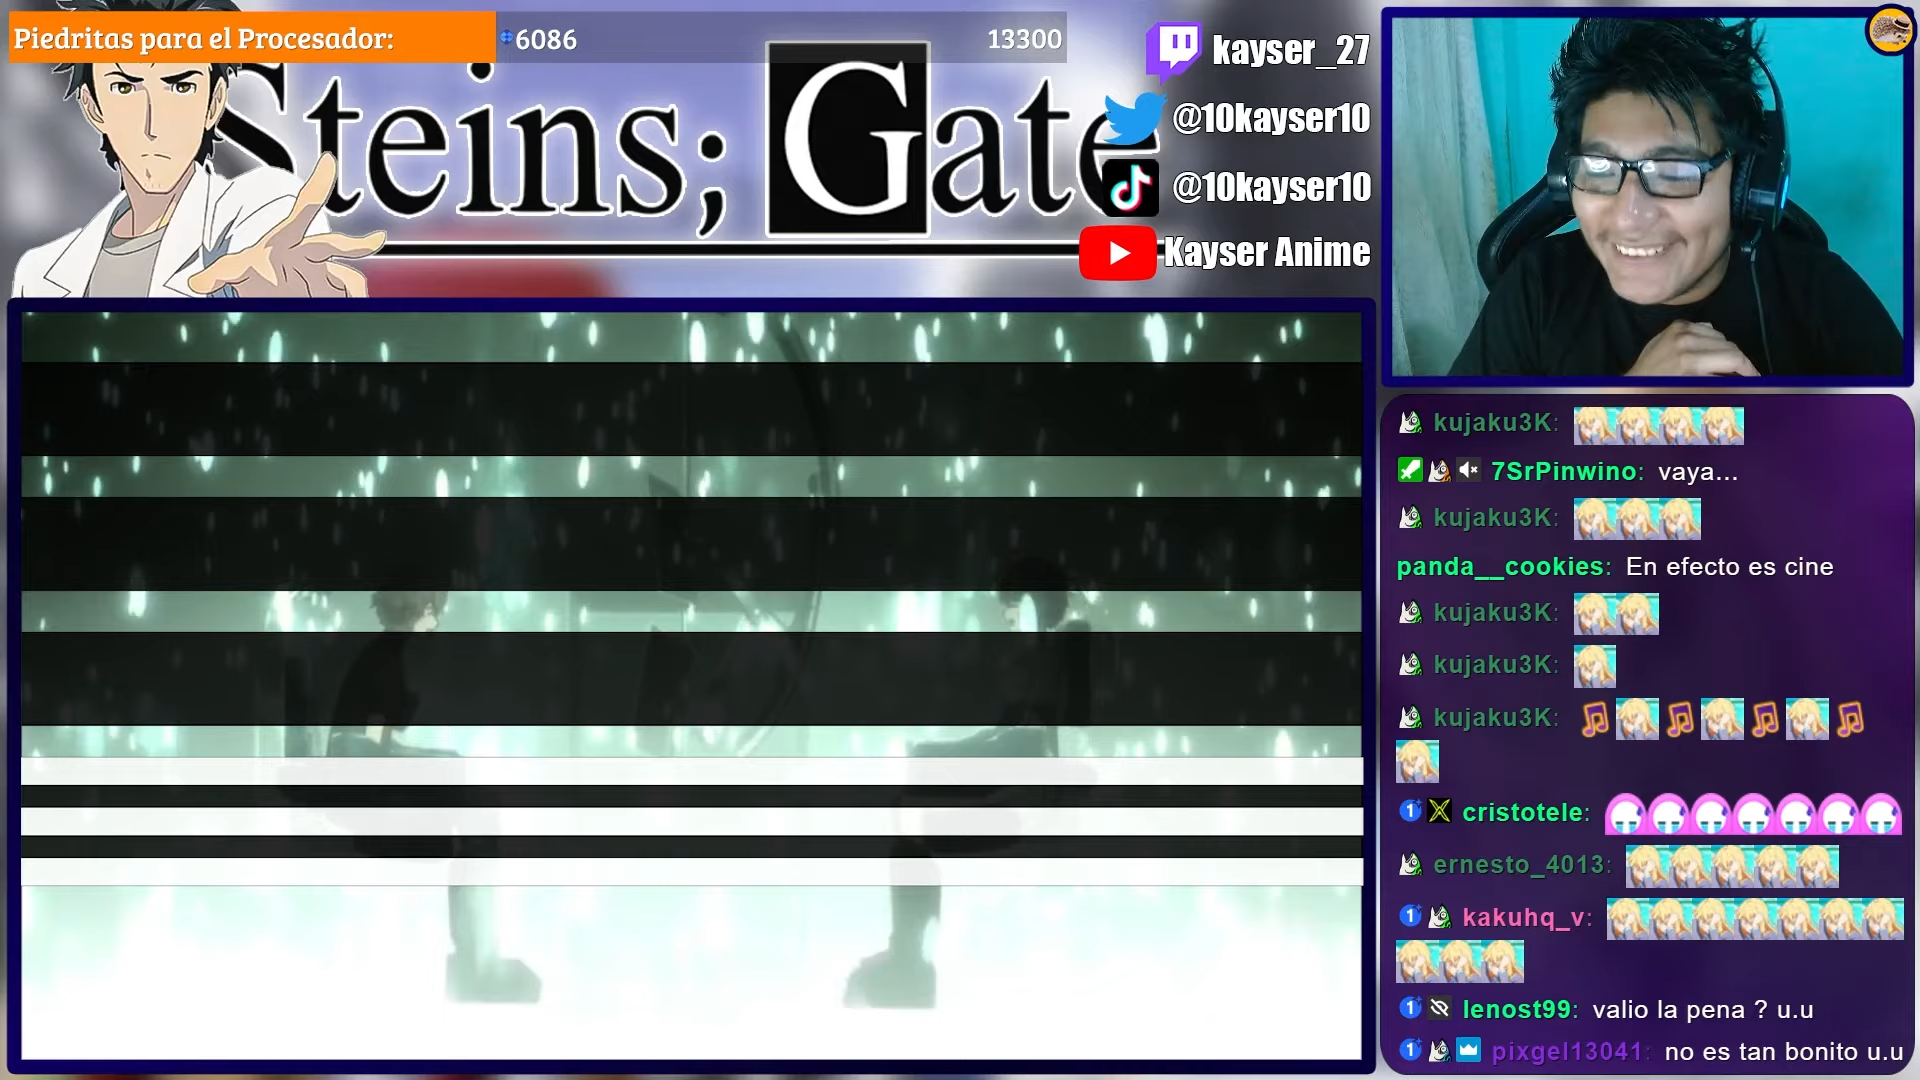 Piedritas para el Procesador:
6086
13300
Steins;Gate
kayser_27
@10kayser10
@10kayser10
Kayser Anime
kujaku3K:
7SrPinwino: vaya...
kujaku3K:
panda__cookies: En efecto es cine
kujaku3K:
kujaku3K:
kujaku3K:
cristotele:
ernesto_4013:
kakuhq_v:
lenost99: valio la pena ? u.u
pixgel13041: no es tan bonito u.u